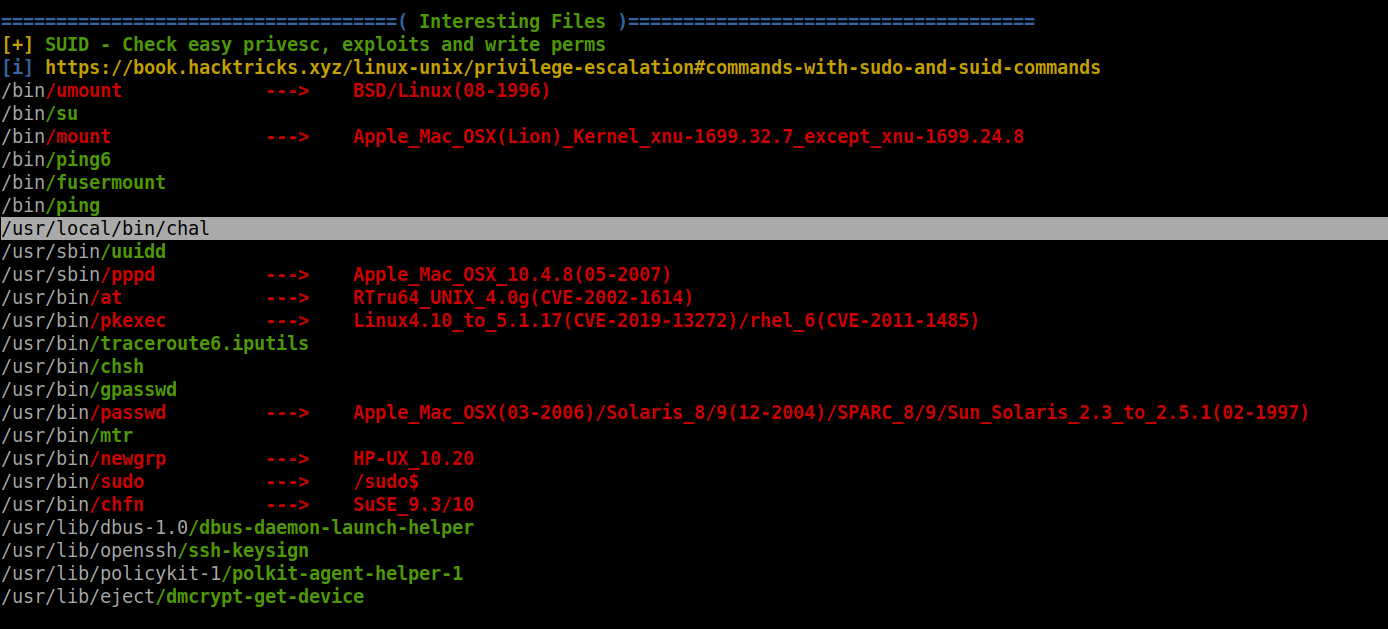 ====================================( Interesting Files )=====================================
[+] SUID - Check easy privesc, exploits and write perms
[i] https://book.hacktricks.xyz/linux-unix/privilege-escalation#commands-with-sudo-and-suid-commands
/bin/umount             --->    BSD/Linux(08-1996)
/bin/su
/bin/mount              --->    Apple_Mac_OSX(Lion)_Kernel_xnu-1699.32.7_except_xnu-1699.24.8
/bin/ping6
/bin/fusermount
/bin/ping
/usr/local/bin/chal
/usr/sbin/uuidd
/usr/sbin/pppd          --->    Apple_Mac_OSX_10.4.8(05-2007)
/usr/bin/at             --->    RTru64_UNIX_4.0g(CVE-2002-1614)
/usr/bin/pkexec         --->    Linux4.10_to_5.1.17(CVE-2019-13272)/rhel_6(CVE-2011-1485)
/usr/bin/traceroute6.iputils
/usr/bin/chsh
/usr/bin/gpasswd
/usr/bin/passwd         --->    Apple_Mac_OSX(03-2006)/Solaris_8/9(12-2004)/SPARC_8/9/Sun_Solaris_2.3_to_2.5.1(02-1997)
/usr/bin/mtr
/usr/bin/newgrp         --->    HP-UX_10.20
/usr/bin/sudo           --->    /sudo$
/usr/bin/chfn           --->    SuSE_9.3/10
/usr/lib/dbus-1.0/dbus-daemon-launch-helper
/usr/lib/openssh/ssh-keysign
/usr/lib/policykit-1/polkit-agent-helper-1
/usr/lib/eject/dmcrypt-get-device